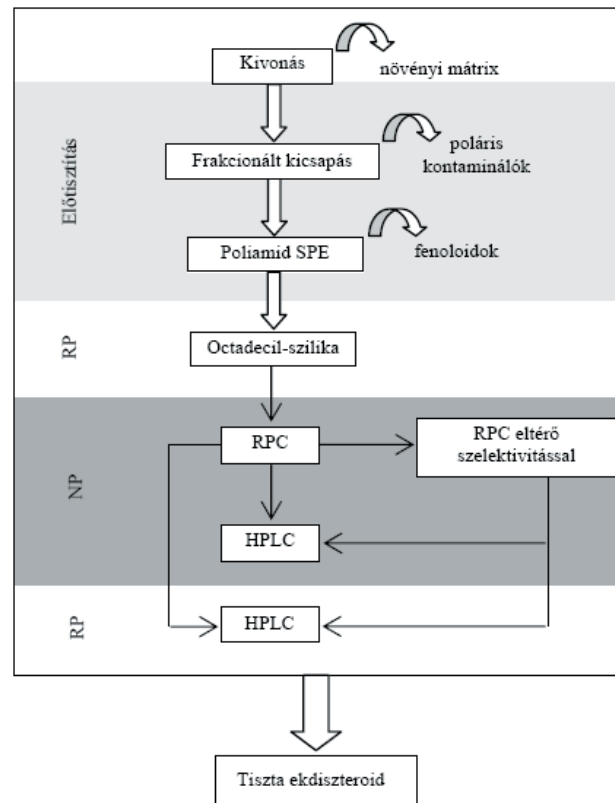 Kivonás
növényi mátrix
Előtisztítás
Frakcionált kicsapás
poláris
kontaminálók
Poliamid SPE
fenoloidok
RP
Octadecil-szilika
NP
RPC
RPC eltérő
szelektivitással
HPLC
RP
HPLC
Tiszta ekdiszteroid